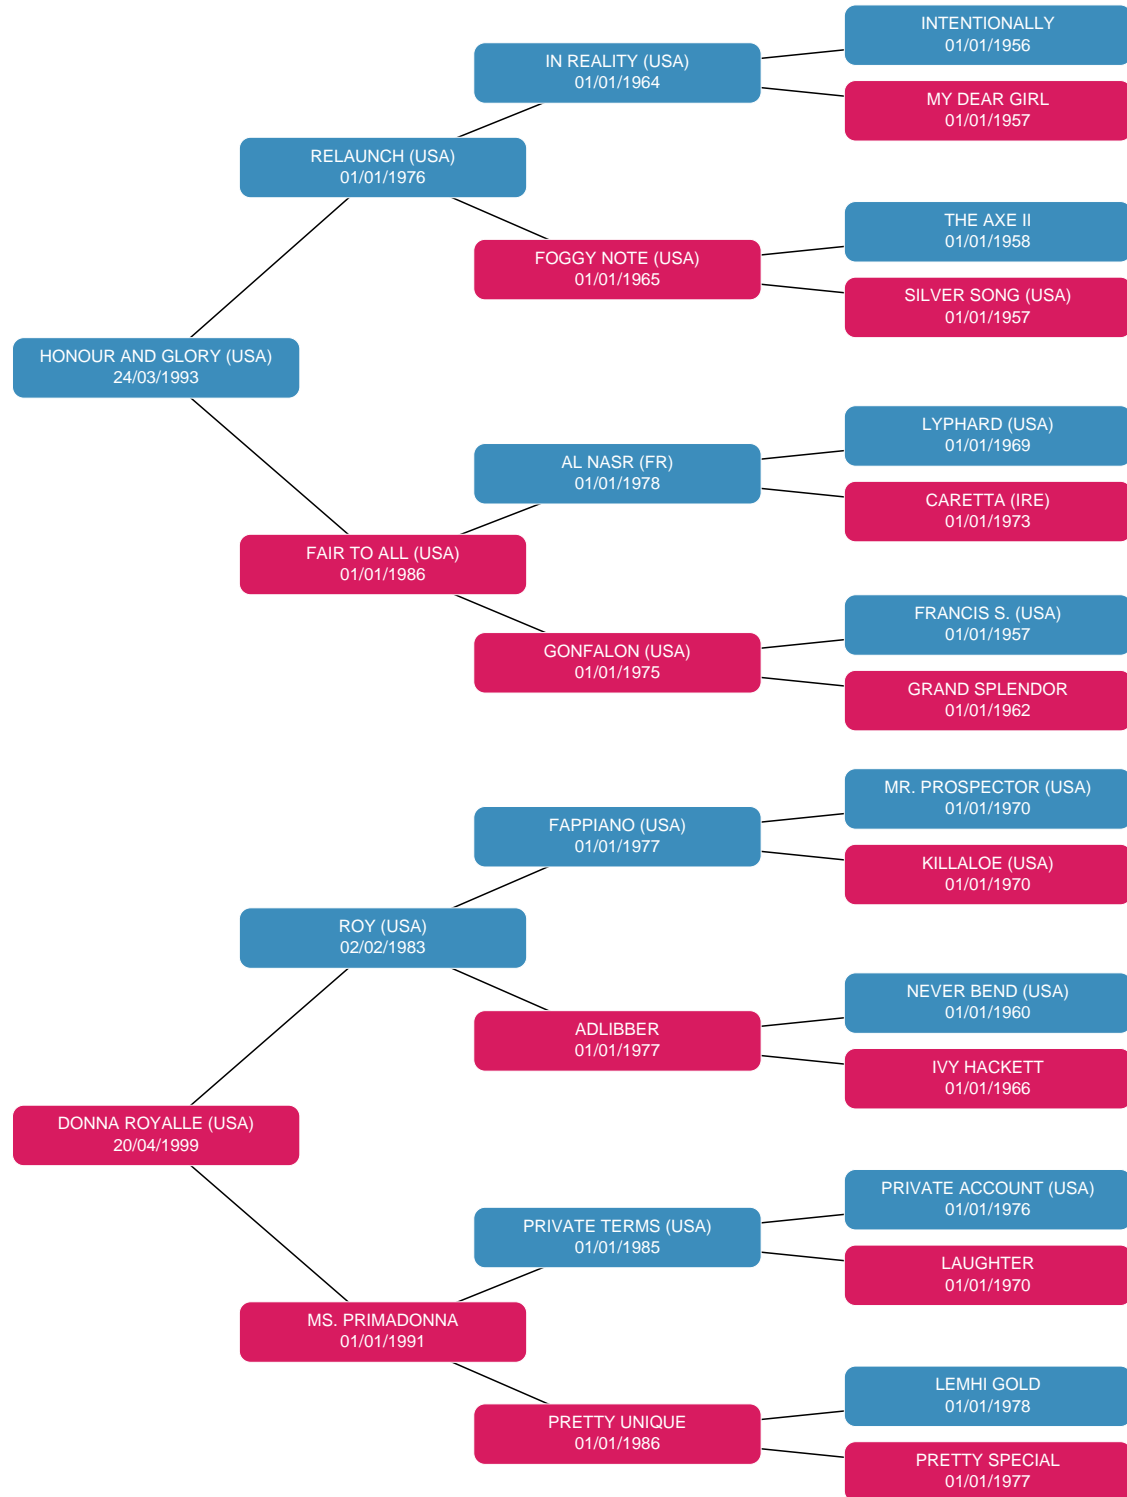 INTENTIONALLY
01/01/1956
IN REALITY (USA)
01/01/1964
MY DEAR GIRL
01/01/1957
RELAUNCH (USA)
01/01/1976
THE AXE II
01/01/1958
FOGGY NOTE (USA)
01/01/1965
SILVER SONG (USA)
01/01/1957
HONOUR AND GLORY (USA)
24/03/1993
LYPHARD (USA)
01/01/1969
AL NASR (FR)
01/01/1978
CARETTA (IRE)
01/01/1973
FAIR TO ALL (USA)
01/01/1986
FRANCIS S. (USA)
01/01/1957
GONFALON (USA)
01/01/1975
GRAND SPLENDOR
01/01/1962
MR. PROSPECTOR (USA)
01/01/1970
FAPPIANO (USA)
01/01/1977
KILLALOE (USA)
01/01/1970
ROY (USA)
02/02/1983
NEVER BEND (USA)
01/01/1960
ADLIBBER
01/01/1977
IVY HACKETT
01/01/1966
DONNA ROYALLE (USA)
20/04/1999
PRIVATE ACCOUNT (USA)
01/01/1976
PRIVATE TERMS (USA)
01/01/1985
LAUGHTER
01/01/1970
MS. PRIMADONNA
01/01/1991
LEMHI GOLD
01/01/1978
PRETTY UNIQUE
01/01/1986
PRETTY SPECIAL
01/01/1977